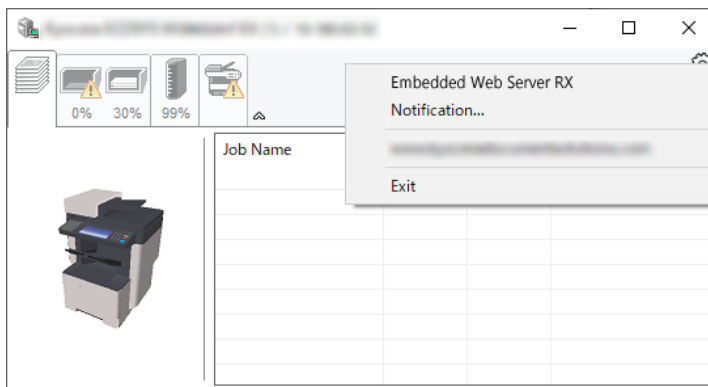 0%
30%
99%
Embedded Web Server RX
Notification...
Exit
Job Name